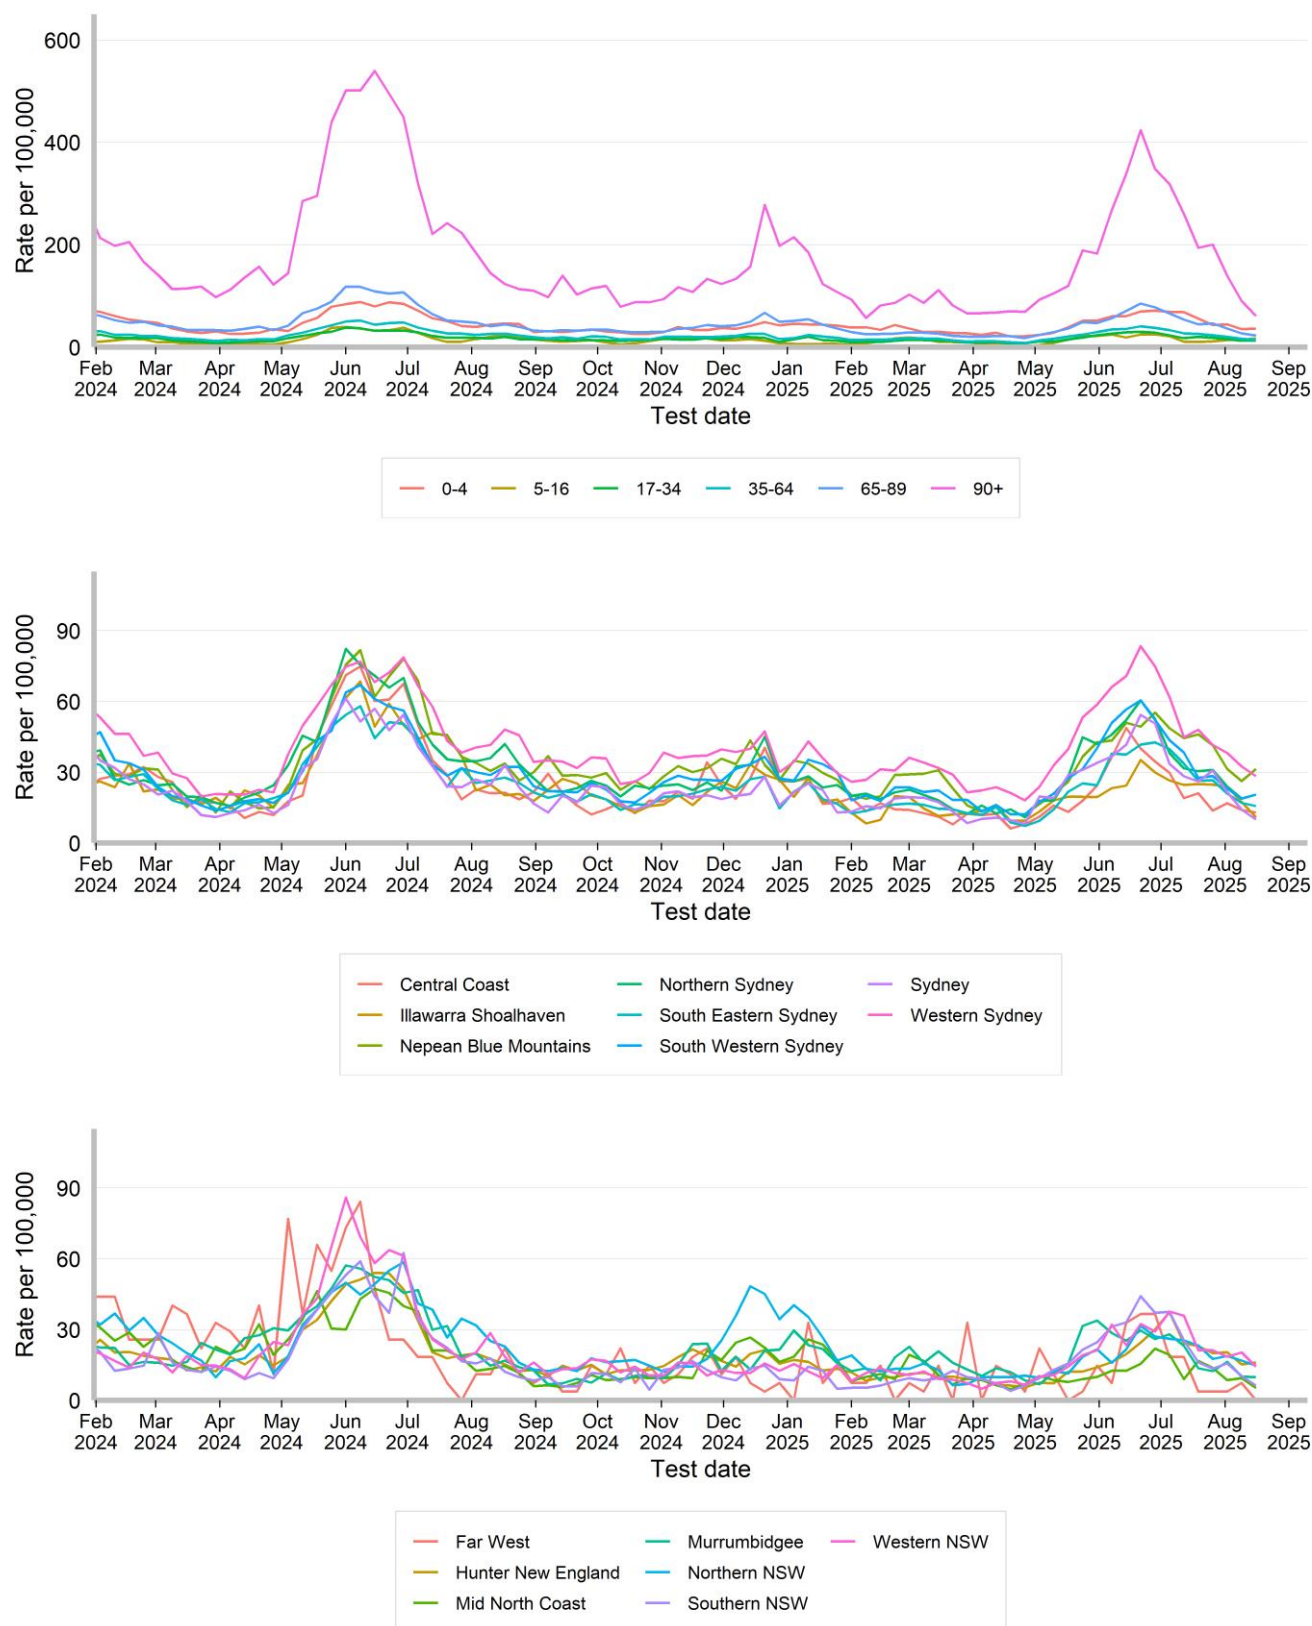 Rate per 100,000
600
400
200
0
Feb Mar Apr May Jun Jul Aug Sep Oct Nov Dec Jan Feb Mar Apr May Jun Jul Aug Sep
2024 2024 2024 2024 2024 2024 2024 2024 2024 2024 2024 2025 2025 2025 2025 2025 2025 2025 2025 2025
Test date
0-4 5-16 17-34 35-64 65-89 90+
Rate per 100,000
90
60
30
0
Feb Mar Apr May Jun Jul Aug Sep Oct Nov Dec Jan Feb Mar Apr May Jun Jul Aug Sep
2024 2024 2024 2024 2024 2024 2024 2024 2024 2024 2024 2025 2025 2025 2025 2025 2025 2025 2025 2025
Test date
Central Coast Northern Sydney Sydney
Illawarra Shoalhaven South Eastern Sydney Western Sydney
Nepean Blue Mountains South Western Sydney
Rate per 100,000
90
60
30
0
Feb Mar Apr May Jun Jul Aug Sep Oct Nov Dec Jan Feb Mar Apr May Jun Jul Aug Sep
2024 2024 2024 2024 2024 2024 2024 2024 2024 2024 2024 2025 2025 2025 2025 2025 2025 2025 2025 2025
Test date
Far West Murrumbidgee Western NSW
Hunter New England Northern NSW
Mid North Coast Southern NSW